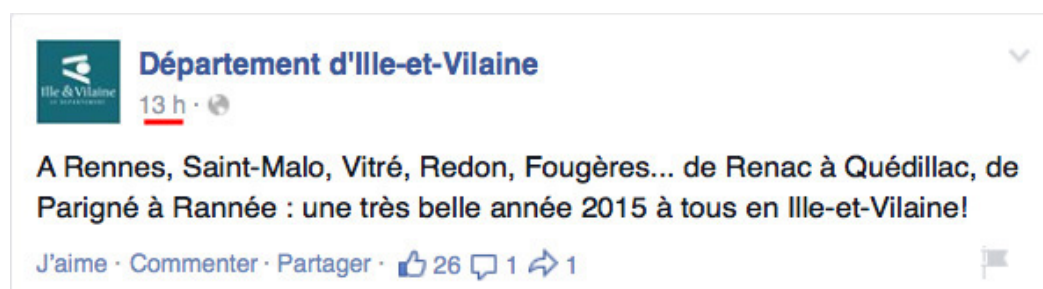 Département d'Ille-et-Vilaine
Ille & Vilaine
13 h ·
A Rennes, Saint-Malo, Vitré, Redon, Fougères... de Renac à Quédillac, de
Parigné à Rannée : une très belle année 2015 à tous en Ille-et-Vilaine!
J'aime · Commenter · Partager · 26 1 1